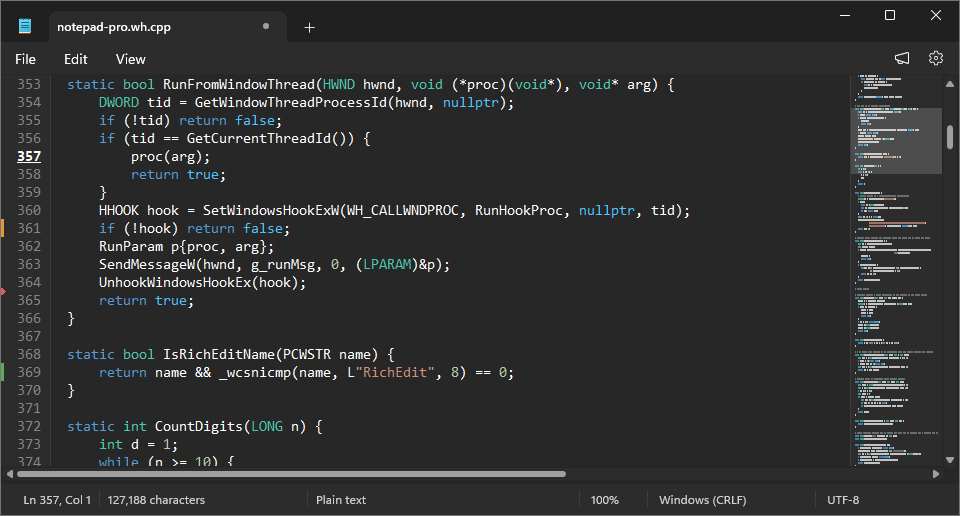 notepad-pro.wh.cpp
File Edit View
353 static bool RunFromWindowThread(HWND hwnd, void (*proc)(void*), void* arg) {
354     DWORD tid = GetWindowThreadProcessId(hwnd, nullptr);
355     if (!tid) return false;
356     if (tid == GetCurrentThreadId()) {
357         proc(arg);
358         return true;
359     }
360     HHOOK hook = SetWindowsHookExW(WH_CALLWNDPROC, RunHookProc, nullptr, tid);
361     if (!hook) return false;
362     RunParam p{proc, arg};
363     SendMessageW(hwnd, g_runMsg, 0, (LPARAM)&p);
364     UnhookWindowsHookEx(hook);
365     return true;
366 }
367
368 static bool IsRichEditName(PCWSTR name) {
369     return name && _wcsnicmp(name, L"RichEdit", 8) == 0;
370 }
371
372 static int CountDigits(LONG n) {
373     int d = 1;
374     while (n >= 10) {
Ln 357, Col 1 127,188 characters Plain text 100% Windows (CRLF) UTF-8